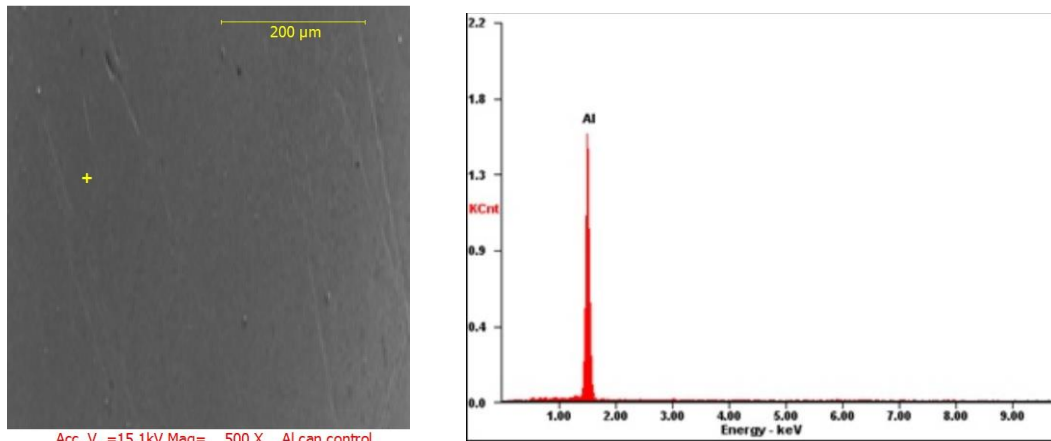 200 µm
+
Acc. V. =15.1kV Mag= 500 X Al can control
2.2
1.8
1.3
KCnt
0.9
0.4
0.0
Al
1.00 2.00 3.00 4.00 5.00 6.00 7.00 8.00 9.00
Energy - keV